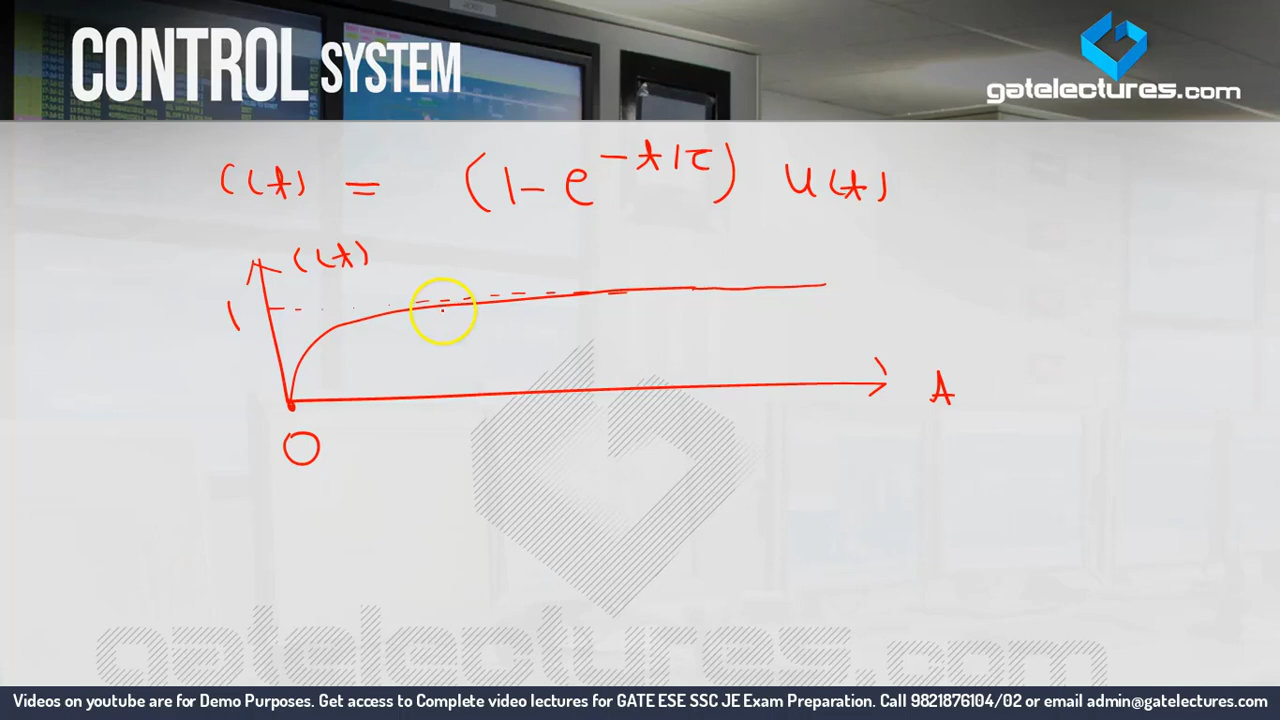 CONTROL SYSTEM
gatelectures.com
C(t) = (1-e^{-t/τ}) u(t)
C(t)
1
t
0
gatelectures.com
Videos on youtube are for Demo Purposes. Get access to Complete video lectures for GATE ESE SSC JE Exam Preparation. Call 9821876104/02 or email admin@gatelectures.com